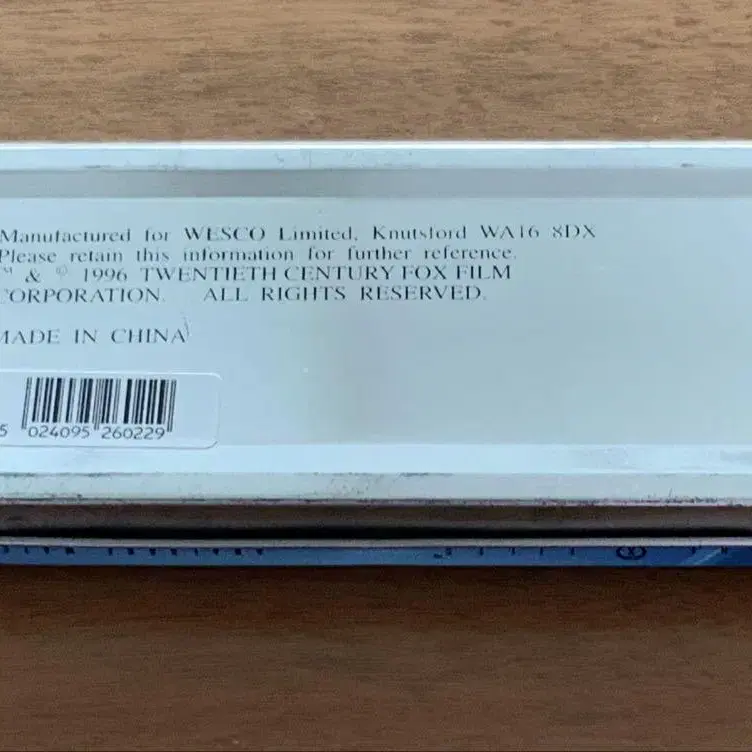 Manufactured for WESCO Limited, Knutsford WA16 8DX
Please retain this information for further reference.
™ & © 1996 TWENTIETH CENTURY FOX FILM
CORPORATION. ALL RIGHTS RESERVED.
MADE IN CHINA
5 024095 260229